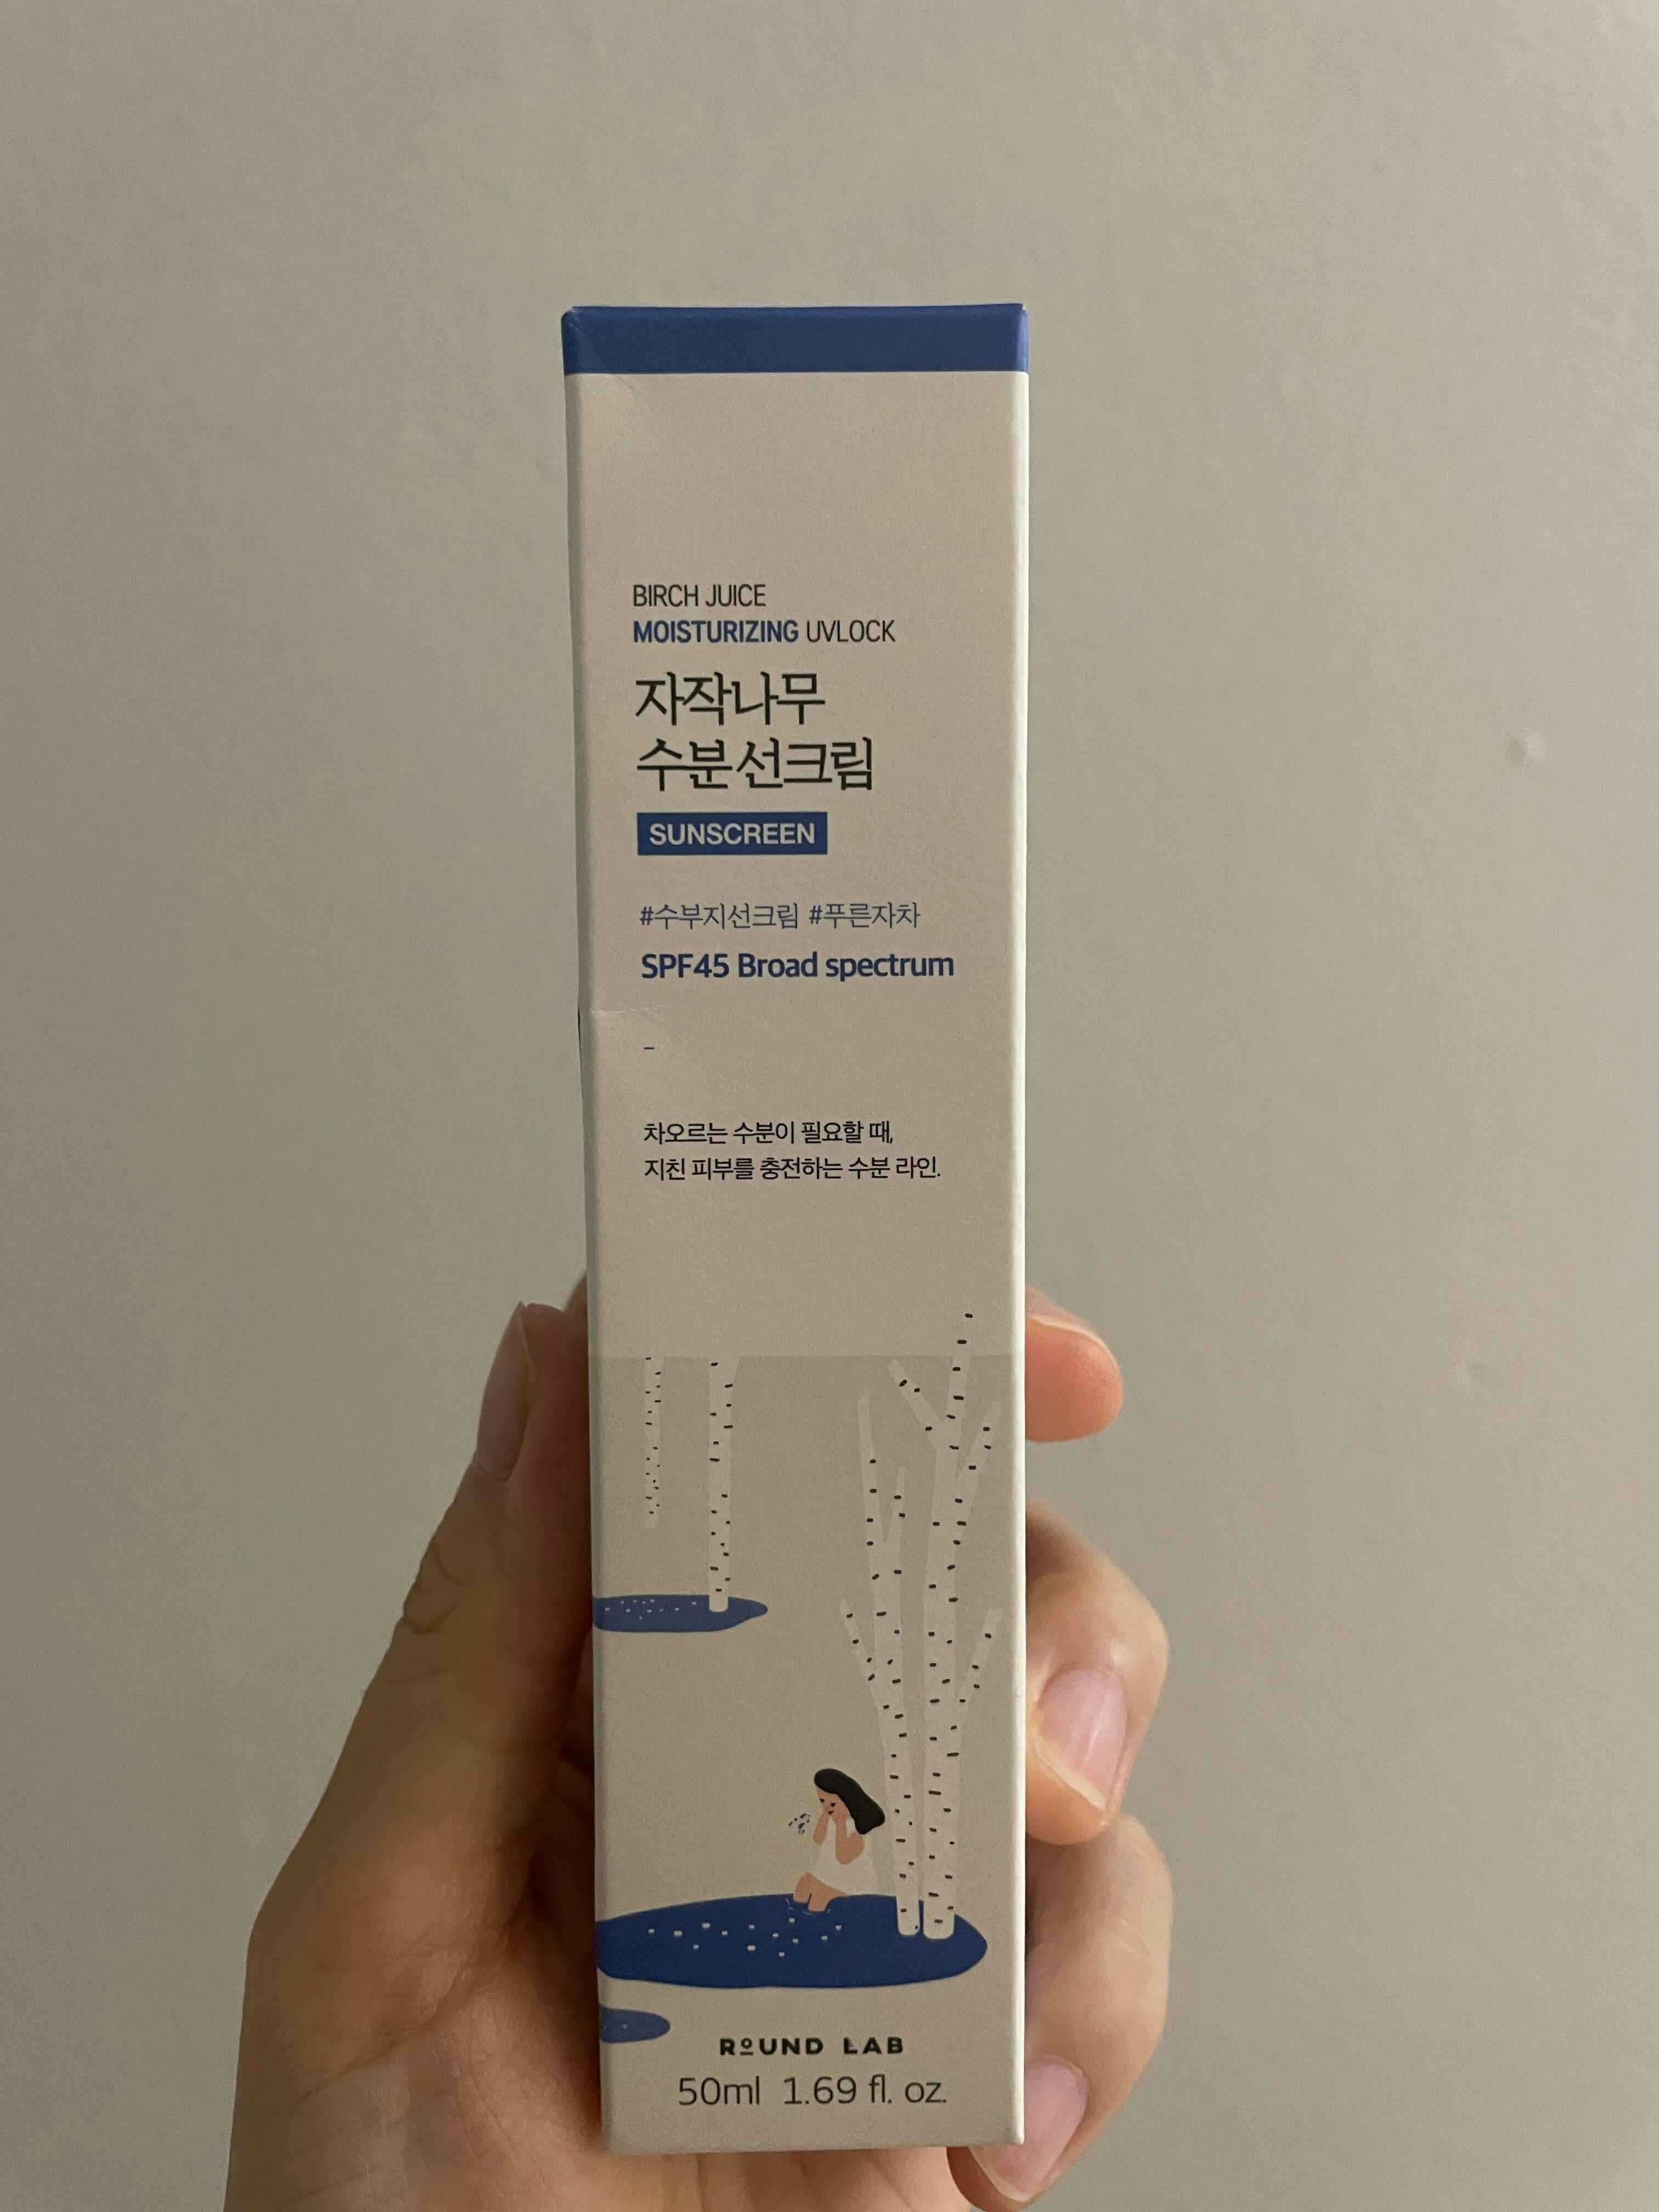 BIRCH JUICE
MOISTURIZING UVLOCK
자작나무
수분 선크림
SUNSCREEN
#수부지선크림 #푸른자차
SPF45 Broad spectrum
-
차오르는 수분이 필요할 때,
지친 피부를 충전하는 수분 라인.
ROUND LAB
50ml 1.69 fl. oz.